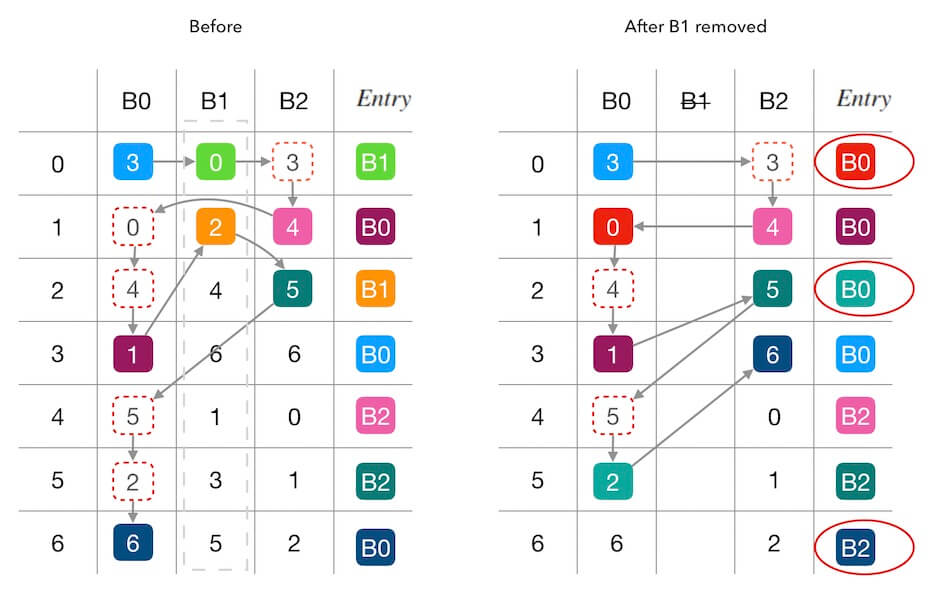 Before
After B1 removed
B0 B1 B2 Entry
B0 B1 B2 Entry
0 3 0 3 B1
0 3 3 B0
1 0 2 4 B0
1 0 4 B0
2 4 4 5 B1
2 4 5 B0
3 1 6 6 B0
3 1 6 B0
4 5 1 0 B2
4 5 0 B2
5 2 3 1 B2
5 2 1 B2
6 6 5 2 B0
6 6 2 B2